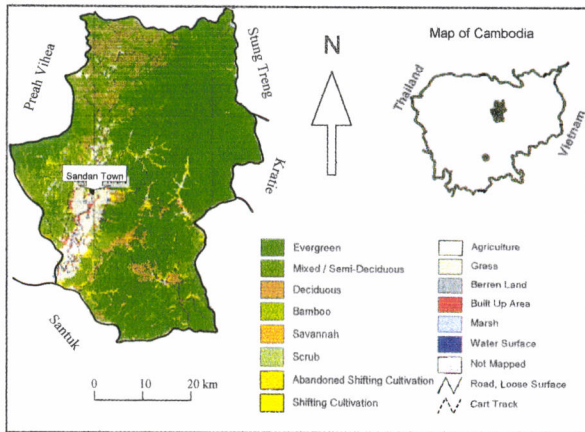 Preah Vihea
Stung Treng
Kratie
Santuk
Sandan Town
0 10 20 km
N
Map of Cambodia
Thailand
Vietnam
Evergreen
Mixed / Semi-Deciduous
Deciduous
Bamboo
Savannah
Scrub
Abandoned Shifting Cultivation
Shifting Cultivation
Agriculture
Grass
Berren Land
Built Up Area
Marsh
Water Surface
Not Mapped
Road, Loose Surface
Cart Track